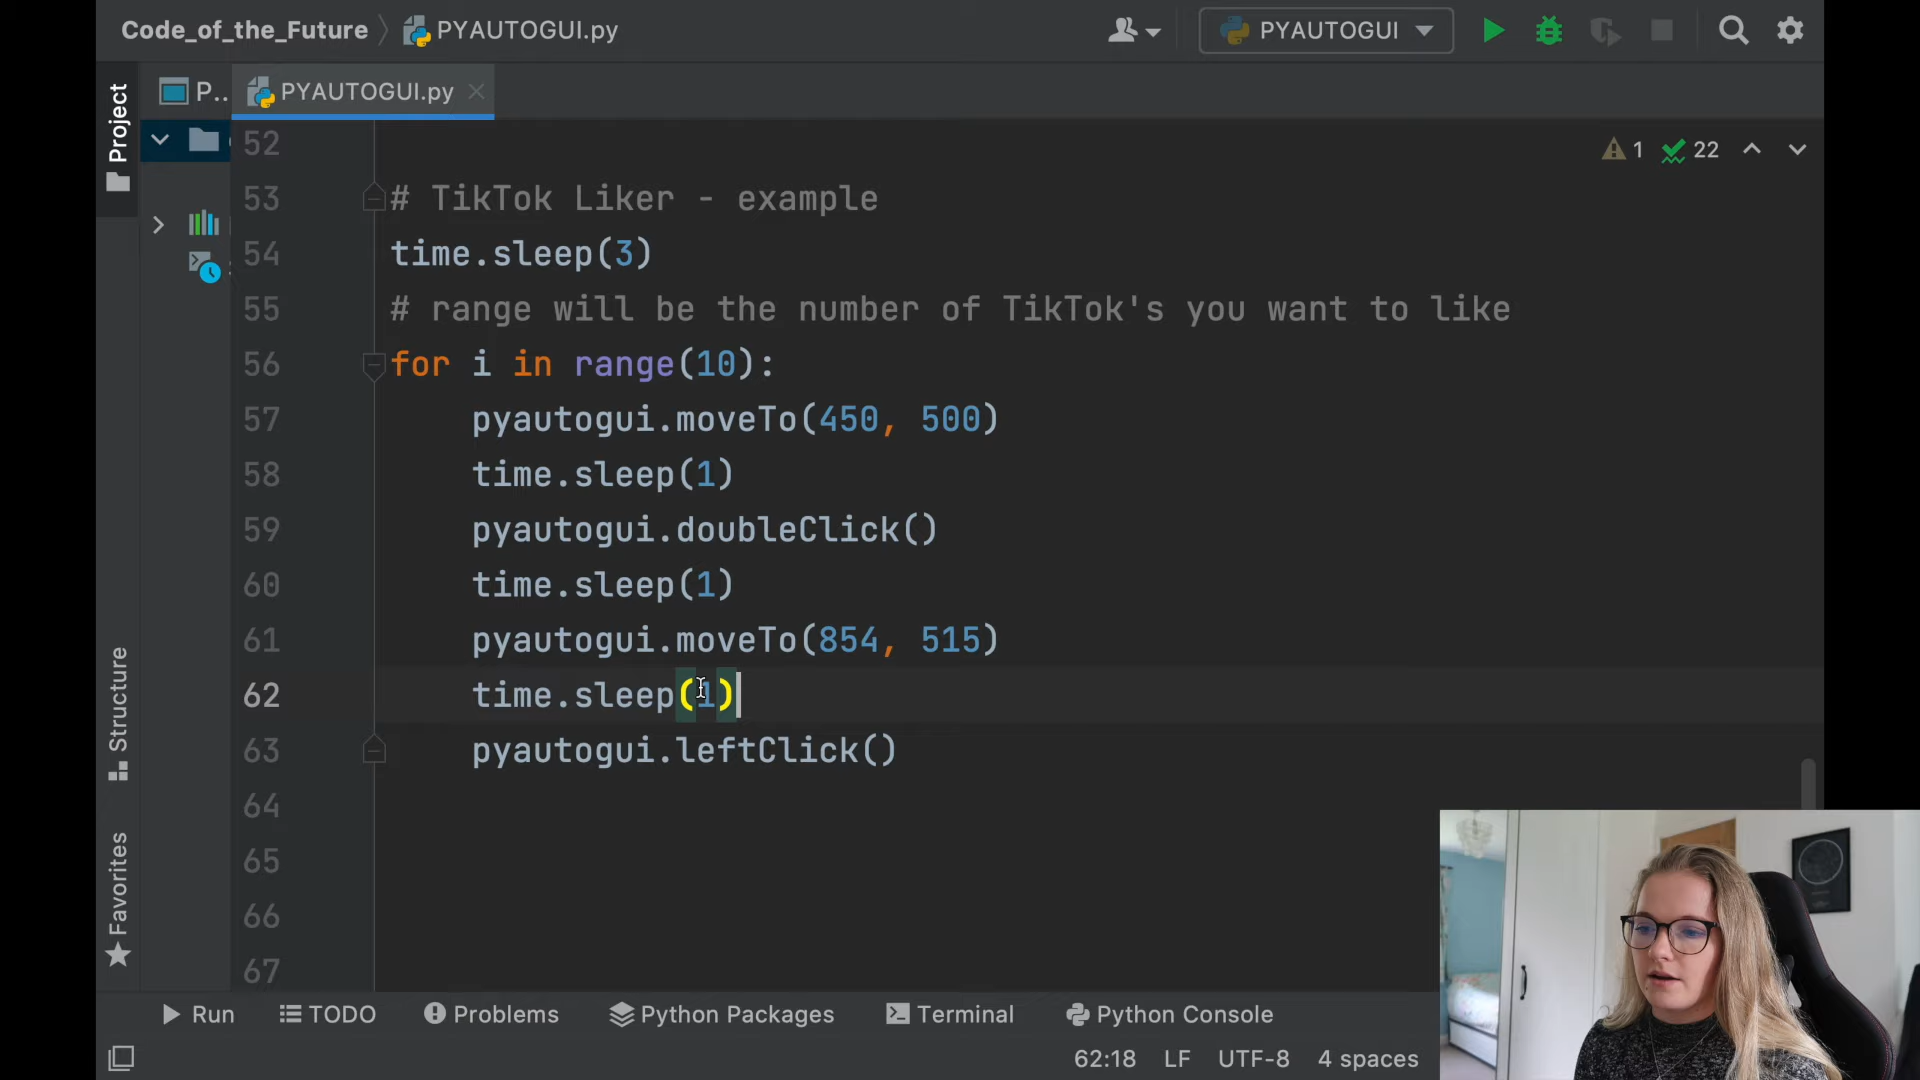 Code_of_the_Future PYAUTOGUI.py
PYAUTOGUI
Project
P..
PYAUTOGUI.py
1 22
52
53 # TikTok Liker - example
54 time.sleep(3)
55 # range will be the number of TikTok's you want to like
56 for i in range(10):
57 pyautogui.moveTo(450, 500)
58 time.sleep(1)
59 pyautogui.doubleClick()
60 time.sleep(1)
61 pyautogui.moveTo(854, 515)
62 time.sleep(1)
63 pyautogui.leftClick()
64
65
66
67
Structure
Favorites
Run TODO Problems Python Packages Terminal Python Console
62:18 LF UTF-8 4 spaces